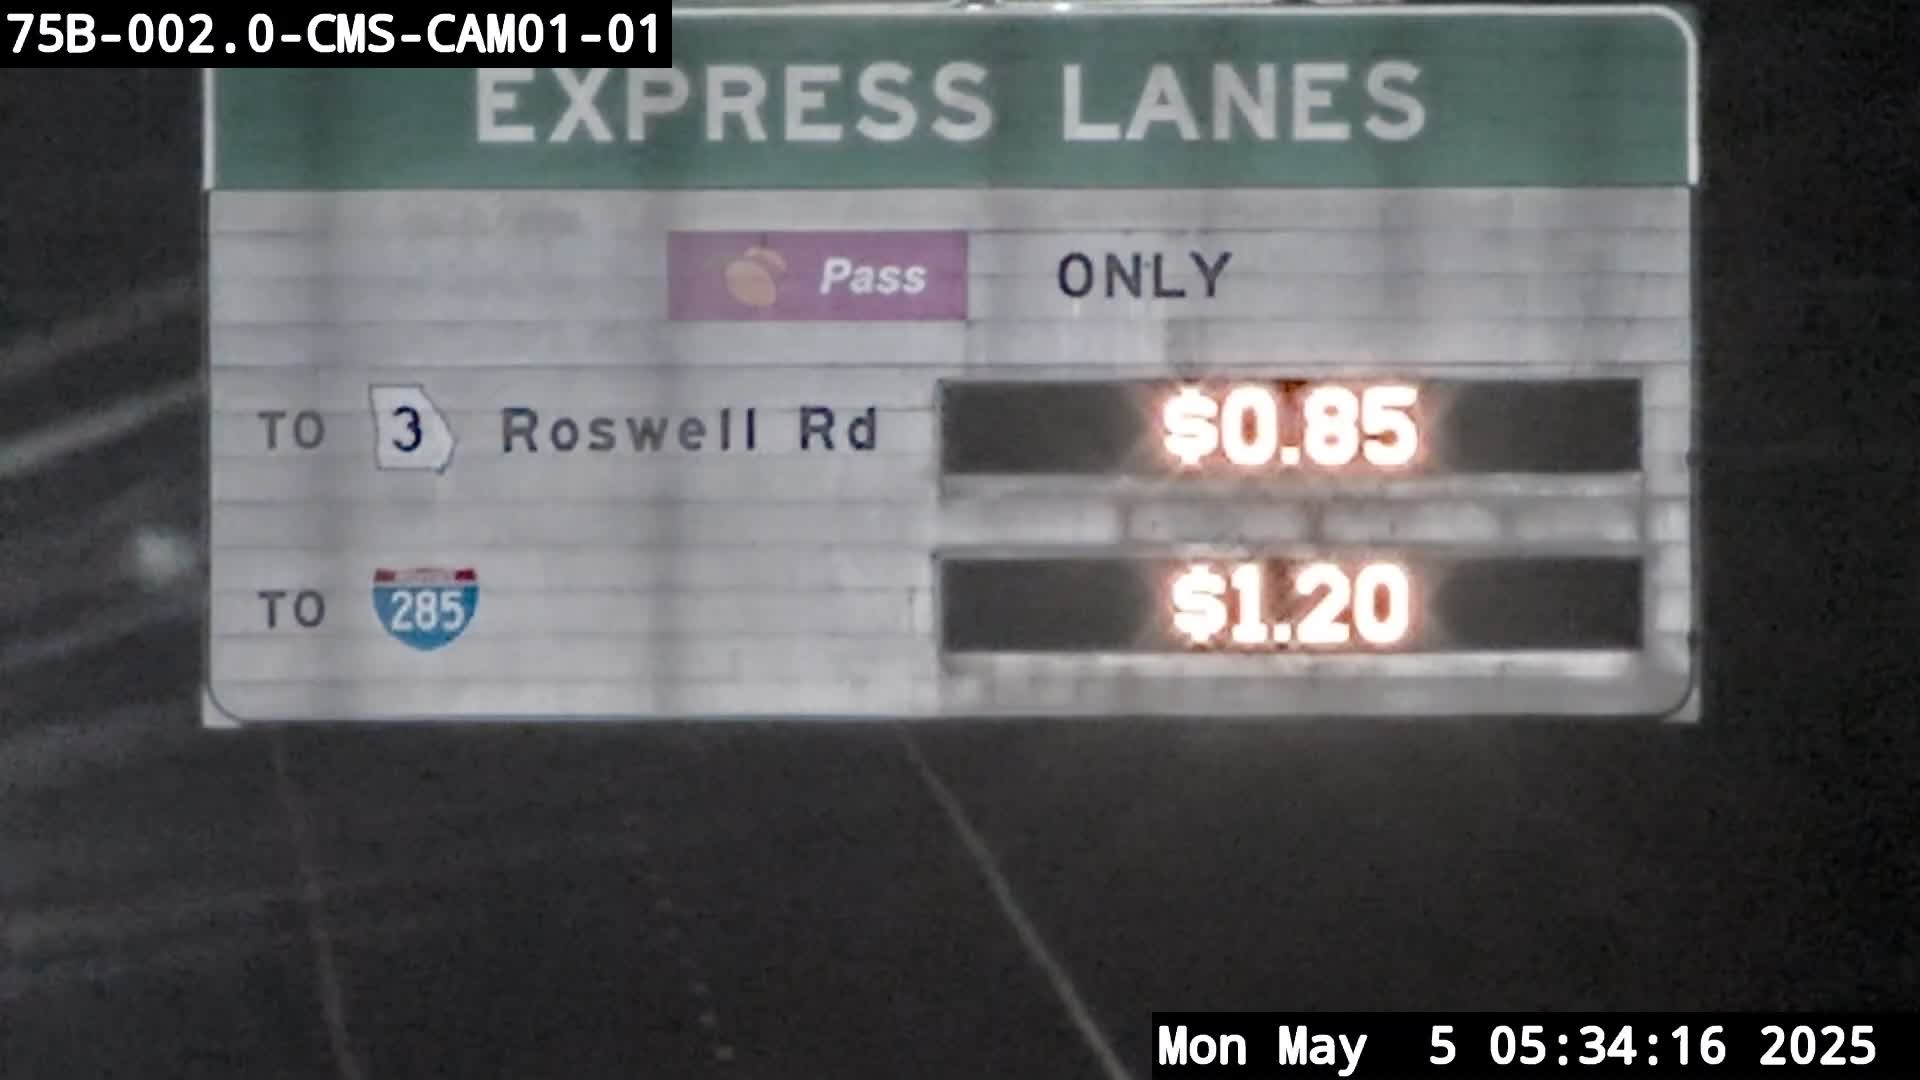 75B-002.0-CMS-CAM01-01
EXPRESS LANES
Pass ONLY
TO 3 Roswell Rd $0.85
TO 285 $1.20
Mon May 5 05:34:16 2025